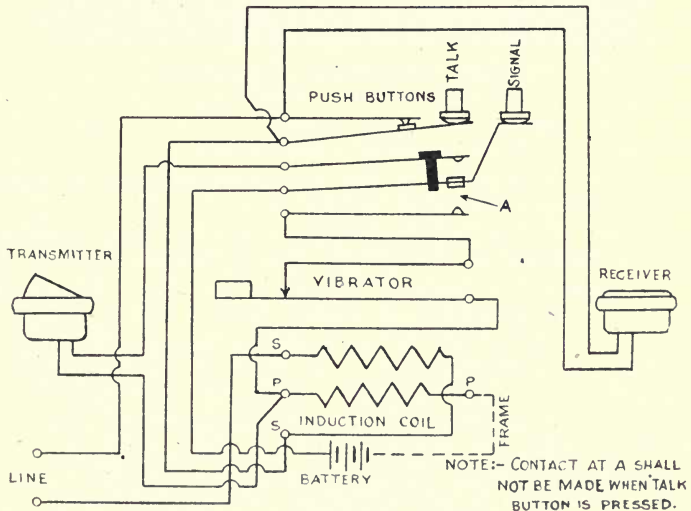 TALK
SIGNAL
PUSH BUTTONS
A
TRANSMITTER
VIBRATOR
RECEIVER
S
P
P
INDUCTION COIL
S
FRAME
LINE
BATTERY
NOTE:- CONTACT AT A SHALL
NOT BE MADE WHEN TALK
BUTTON IS PRESSED.